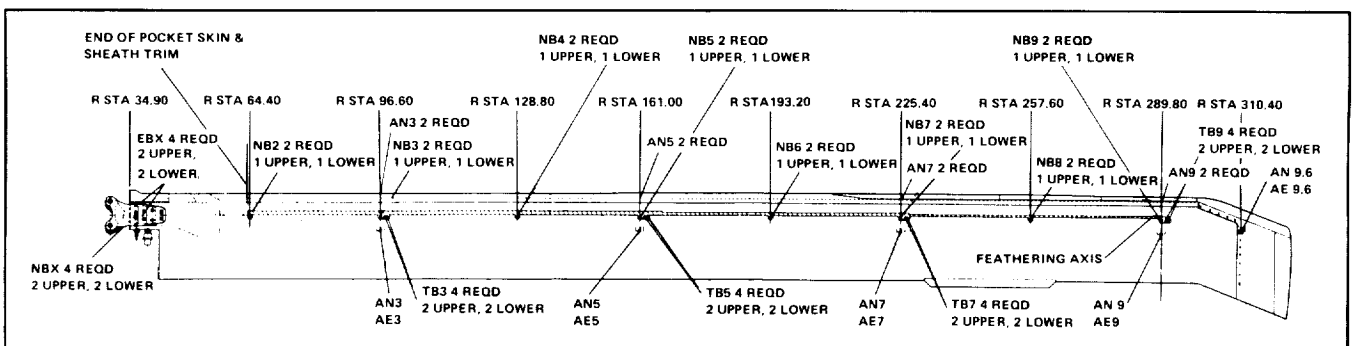 END OF POCKET SKIN &
SHEATH TRIM
NB4 2 REQD
1 UPPER, 1 LOWER
NB5 2 REQD
1 UPPER, 1 LOWER
NB9 2 REQD
1 UPPER, 1 LOWER
R STA 34.90
R STA 64.40
R STA 96.60
R STA 128.80
R STA 161.00
R STA193.20
R STA 225.40
R STA 257.60
R STA 289.80
R STA 310.40
EBX 4 REQD
2 UPPER,
2 LOWER,
NB2 2 REQD
1 UPPER, 1 LOWER
AN3 2 REQD
NB3 2 REQD
1 UPPER, 1 LOWER
AN5 2 REQD
NB6 2 REQD
1 UPPER, 1 LOWER
NB7 2 REQD
1 UPPER, 1 LOWER
AN7 2 REQD
NB8 2 REQD
1 UPPER, 1 LOWER
TB9 4 REQD
2 UPPER, 2 LOWER
AN9 2 REQD
AN 9.6
AE 9.6
FEATHERING AXIS
NBX 4 REQD
2 UPPER, 2 LOWER
AN3
AE3
TB3 4 REQD
2 UPPER, 2 LOWER
AN5
AE5
TB5 4 REQD
2 UPPER, 2 LOWER
AN7
AE7
TB7 4 REQD
2 UPPER, 2 LOWER
AN 9
AE9